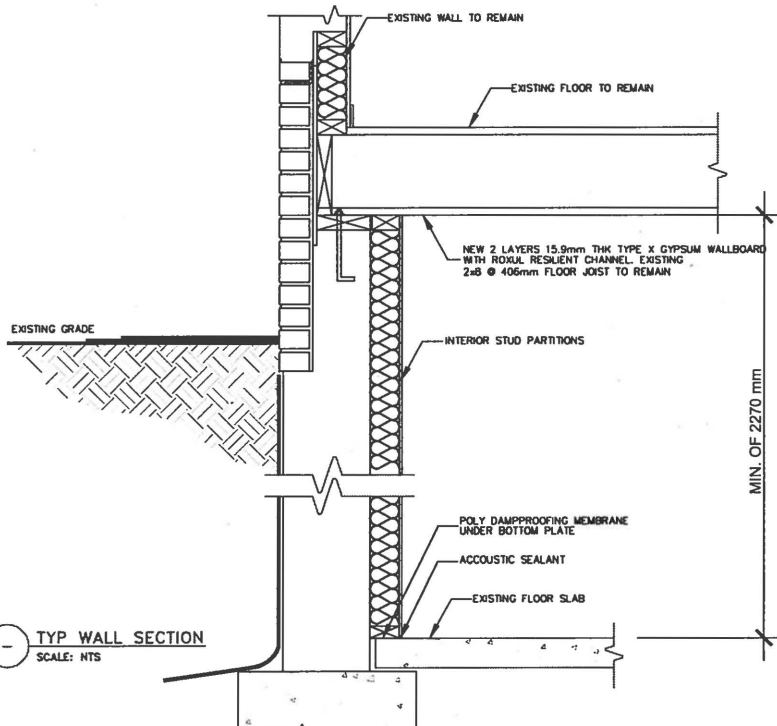 EXISTING WALL TO REMAIN
EXISTING FLOOR TO REMAIN
NEW 2 LAYERS 15.9mm THK TYPE X GYPSUM WALLBOARD
WITH ROXUL RESILIENT CHANNEL. EXISTING
2x8 @ 406mm FLOOR JOIST TO REMAIN
EXISTING GRADE
INTERIOR STUD PARTITIONS
MIN. OF 2270 mm
POLY DAMPPROOFING MEMBRANE
UNDER BOTTOM PLATE
ACCOUSTIC SEALANT
EXISTING FLOOR SLAB
- TYP WALL SECTION
SCALE: NTS